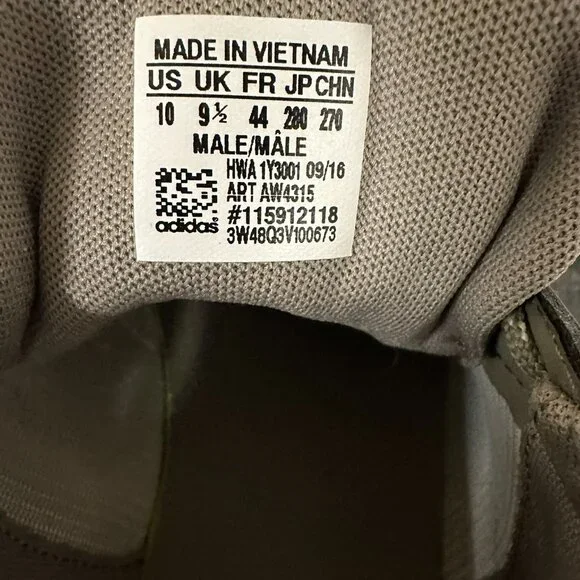 MADE IN VIETNAM
US UK FR JP CHN
10 9½ 44 280 270
MALE/MÂLE
HWA 1Y3001 09/16
ART AW4315
#115912118
adidas
3W48Q3V100673